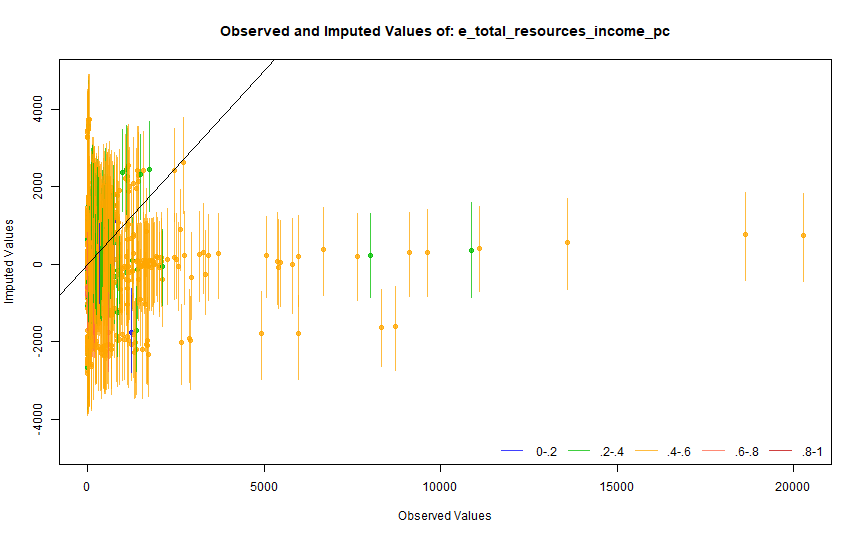 Observed and Imputed Values of: e_total_resources_income_pc
Imputed Values
4000
2000
0
-2000
-4000
0-.2 .2-.4 .4-.6 .6-.8 .8-1
0 5000 10000 15000 20000
Observed Values